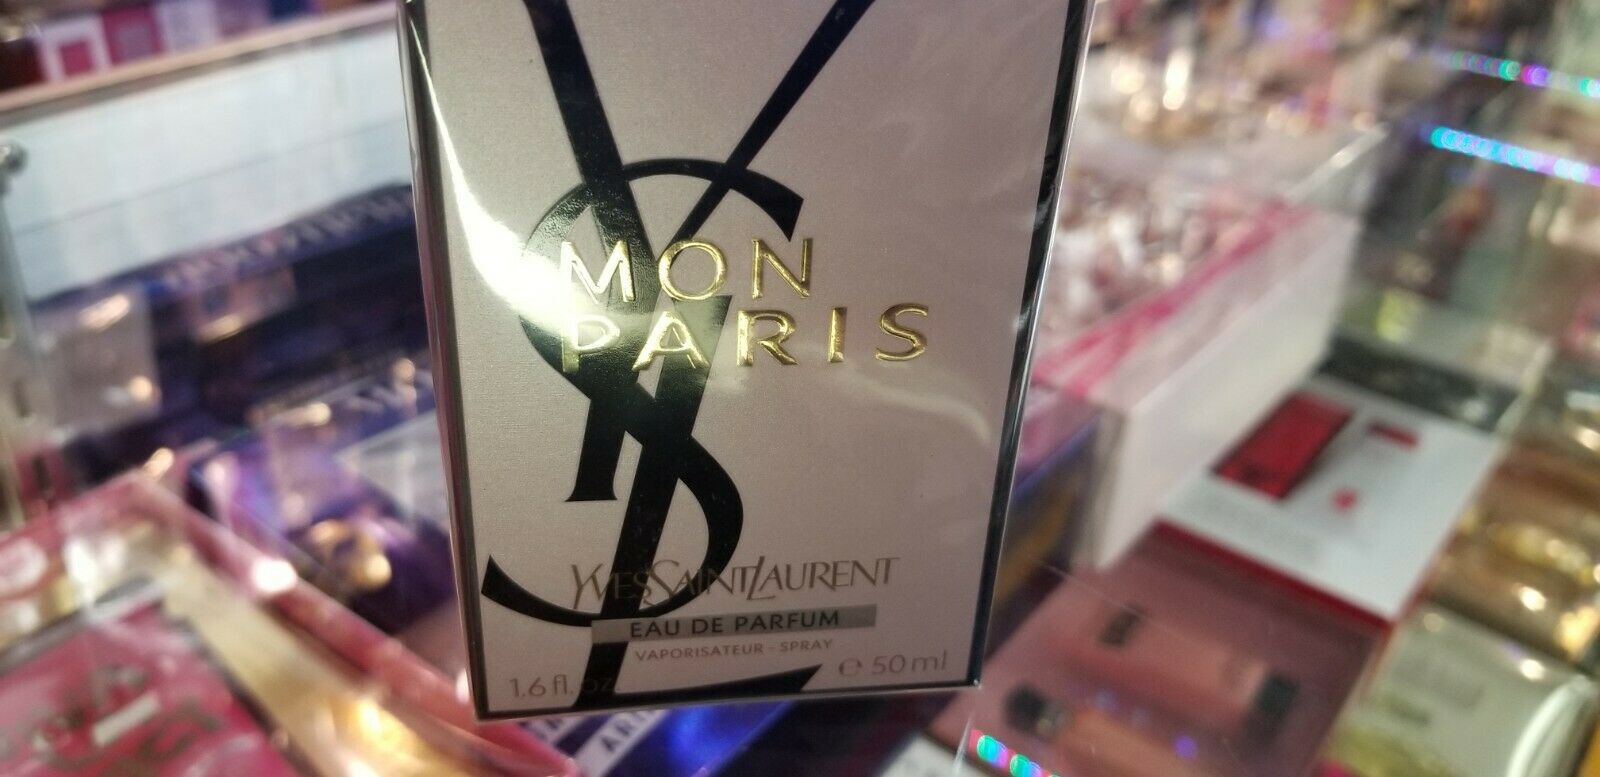 MON
PARIS
YVESSAINTLAURENT
EAU DE PARFUM
VAPORISATEUR - SPRAY
1.6 fl. oz ℮ 50 ml